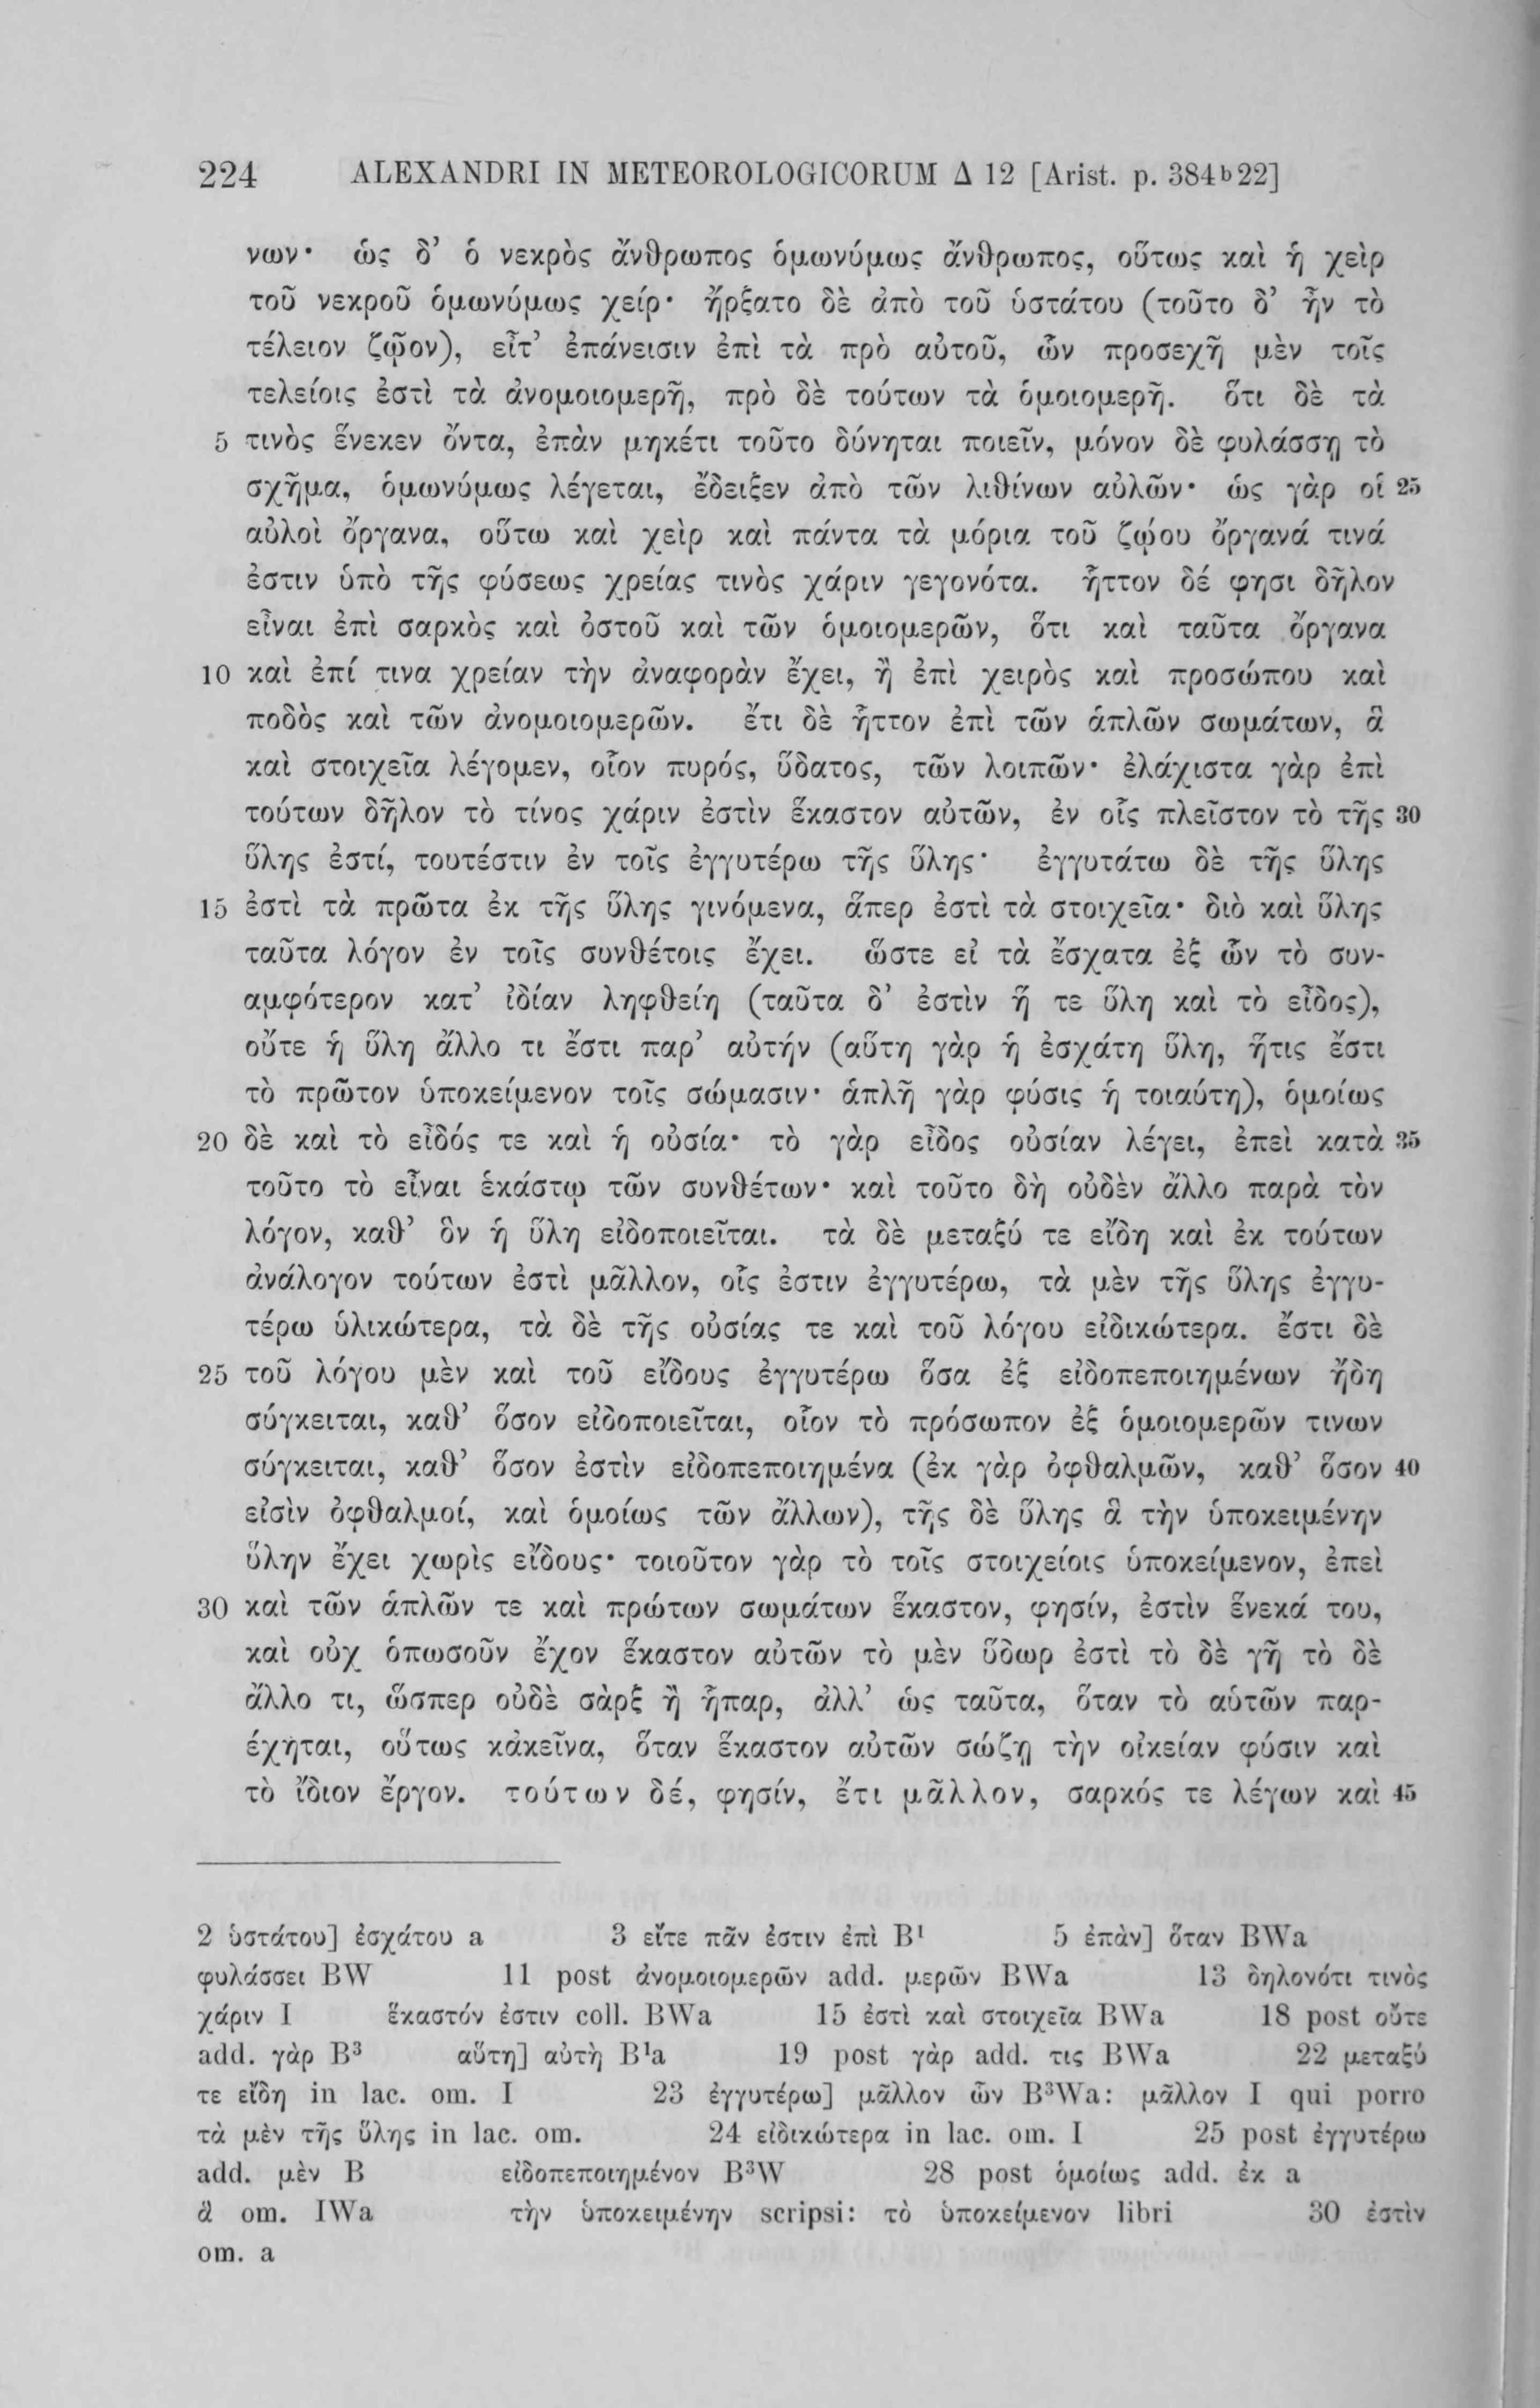 224 ALEXANDRI IN METEOROLOGICORUM Δ 12 [Arist. p. 384b22]
νων· ὡς δ’ ὁ νεκρὸς ἄνθρωπος ὁμωνύμως ἄνθρωπος, οὕτως καὶ ἡ χεὶρ
τοῦ νεκροῦ ὁμωνύμως χείρ· ἤρξατο δὲ ἀπὸ τοῦ ὑστάτου (τοῦτο δ’ ἦν τὸ
τέλειον ζῷον), εἶτ’ ἐπάνεισιν ἐπὶ τὰ πρὸ αὐτοῦ, ὧν προσεχῆ μὲν τοῖς
τελείοις ἐστὶ τὰ ἀνομοιομερῆ, πρὸ δὲ τούτων τὰ ὁμοιομερῆ. ὅτι δὲ τὰ
5 τινὸς ἕνεκεν ὄντα, ἐπὰν μηκέτι τοῦτο δύνηται ποιεῖν, μόνον δὲ φυλάσσῃ τὸ
σχῆμα, ὁμωνύμως λέγεται, ἔδειξεν ἀπὸ τῶν λιθίνων αὐλῶν· ὡς γὰρ οἱ 25
αὐλοὶ ὄργανα, οὕτω καὶ χεὶρ καὶ πάντα τὰ μόρια τοῦ ζῴου ὄργανά τινά
ἐστιν ὑπὸ τῆς φύσεως χρείας τινὸς χάριν γεγονότα. ἧττον δέ φησι δῆλον
εἶναι ἐπὶ σαρκὸς καὶ ὀστοῦ καὶ τῶν ὁμοιομερῶν, ὅτι καὶ ταῦτα ὄργανα
10 καὶ ἐπί τινα χρείαν τὴν ἀναφορὰν ἔχει, ἢ ἐπὶ χειρὸς καὶ προσώπου καὶ
ποδὸς καὶ τῶν ἀνομοιομερῶν. ἔτι δὲ ἧττον ἐπὶ τῶν ἁπλῶν σωμάτων, ἃ
καὶ στοιχεῖα λέγομεν, οἷον πυρός, ὕδατος, τῶν λοιπῶν· ἐλάχιστα γὰρ ἐπὶ
τούτων δῆλον τὸ τίνος χάριν ἐστὶν ἕκαστον αὐτῶν, ἐν οἷς πλεῖστον τὸ τῆς 30
ὕλης ἐστί, τουτέστιν ἐν τοῖς ἐγγυτέρω τῆς ὕλης· ἐγγυτάτω δὲ τῆς ὕλης
15 ἐστὶ τὰ πρῶτα ἐκ τῆς ὕλης γινόμενα, ἅπερ ἐστὶ τὰ στοιχεῖα· διὸ καὶ ὕλης
ταῦτα λόγον ἐν τοῖς συνθέτοις ἔχει. ὥστε εἰ τὰ ἔσχατα ἐξ ὧν τὸ συν-
αμφότερον κατ’ ἰδίαν ληφθείη (ταῦτα δ’ ἐστὶν ἥ τε ὕλη καὶ τὸ εἶδος),
οὔτε ἡ ὕλη ἄλλο τι ἔστι παρ’ αὐτήν (αὕτη γὰρ ἡ ἐσχάτη ὕλη, ἥτις ἔστι
τὸ πρῶτον ὑποκείμενον τοῖς σώμασιν· ἁπλῆ γὰρ φύσις ἡ τοιαύτη), ὁμοίως
20 δὲ καὶ τὸ εἶδός τε καὶ ἡ οὐσία· τὸ γὰρ εἶδος οὐσίαν λέγει, ἐπεὶ κατὰ 35
τοῦτο τὸ εἶναι ἑκάστῳ τῶν συνθέτων· καὶ τοῦτο δὴ οὐδὲν ἄλλο παρὰ τὸν
λόγον, καθ’ ὃν ἡ ὕλη εἰδοποιεῖται. τὰ δὲ μεταξύ τε εἴδη καὶ ἐκ τούτων
ἀνάλογον τούτων ἐστὶ μᾶλλον, οἷς ἐστιν ἐγγυτέρω, τὰ μὲν τῆς ὕλης ἐγγυ-
τέρω ὑλικώτερα, τὰ δὲ τῆς οὐσίας τε καὶ τοῦ λόγου εἰδικώτερα. ἔστι δὲ
25 τοῦ λόγου μὲν καὶ τοῦ εἴδους ἐγγυτέρω ὅσα ἐξ εἰδοπεποιημένων ἤδη
σύγκειται, καθ’ ὅσον εἰδοποιεῖται, οἷον τὸ πρόσωπον ἐξ ὁμοιομερῶν τινων
σύγκειται, καθ’ ὅσον ἐστὶν εἰδοπεποιημένα (ἐκ γὰρ ὀφθαλμῶν, καθ’ ὅσον 40
εἰσὶν ὀφθαλμοί, καὶ ὁμοίως τῶν ἄλλων), τῆς δὲ ὕλης ἃ τὴν ὑποκειμένην
ὕλην ἔχει χωρὶς εἴδους· τοιοῦτον γὰρ τὸ τοῖς στοιχείοις ὑποκείμενον, ἐπεὶ
30 καὶ τῶν ἁπλῶν τε καὶ πρώτων σωμάτων ἕκαστον, φησίν, ἐστὶν ἕνεκά του,
καὶ οὐχ ὁπωσοῦν ἔχον ἕκαστον αὐτῶν τὸ μὲν ὕδωρ ἐστὶ τὸ δὲ γῆ τὸ δὲ
ἄλλο τι, ὥσπερ οὐδὲ σὰρξ ἢ ἧπαρ, ἀλλ’ ὡς ταῦτα, ὅταν τὸ αὑτῶν παρ-
έχηται, οὕτως κἀκεῖνα, ὅταν ἕκαστον αὐτῶν σώζῃ τὴν οἰκείαν φύσιν καὶ
τὸ ἴδιον ἔργον. τούτων δέ, φησίν, ἔτι μᾶλλον, σαρκός τε λέγων καὶ 45
2 ὑστάτου] ἐσχάτου a 3 εἴτε πᾶν ἐστιν ἐπὶ B¹ 5 ἐπὰν] ὅταν BWa
φυλάσσει BW 11 post ἀνομοιομερῶν add. μερῶν BWa 13 δηλονότι τινὸς
χάριν I ἕκαστόν ἐστιν coll. BWa 15 ἐστὶ καὶ στοιχεῖα BWa 18 post οὔτε
add. γὰρ B³ αὕτη] αὐτὴ B¹a 19 post γὰρ add. τις BWa 22 μεταξύ
τε εἴδη in lac. om. I 23 ἐγγυτέρω] μᾶλλον ὧν B³Wa: μᾶλλον I qui porro
τὰ μὲν τῆς ὕλης in lac. om. 24 εἰδικώτερα in lac. om. I 25 post ἐγγυτέρω
add. μὲν B εἰδοπεποιημένον B³W 28 post ὁμοίως add. ἐκ a
ἃ om. IWa τὴν ὑποκειμένην scripsi: τὸ ὑποκείμενον libri 30 ἐστὶν
om. a